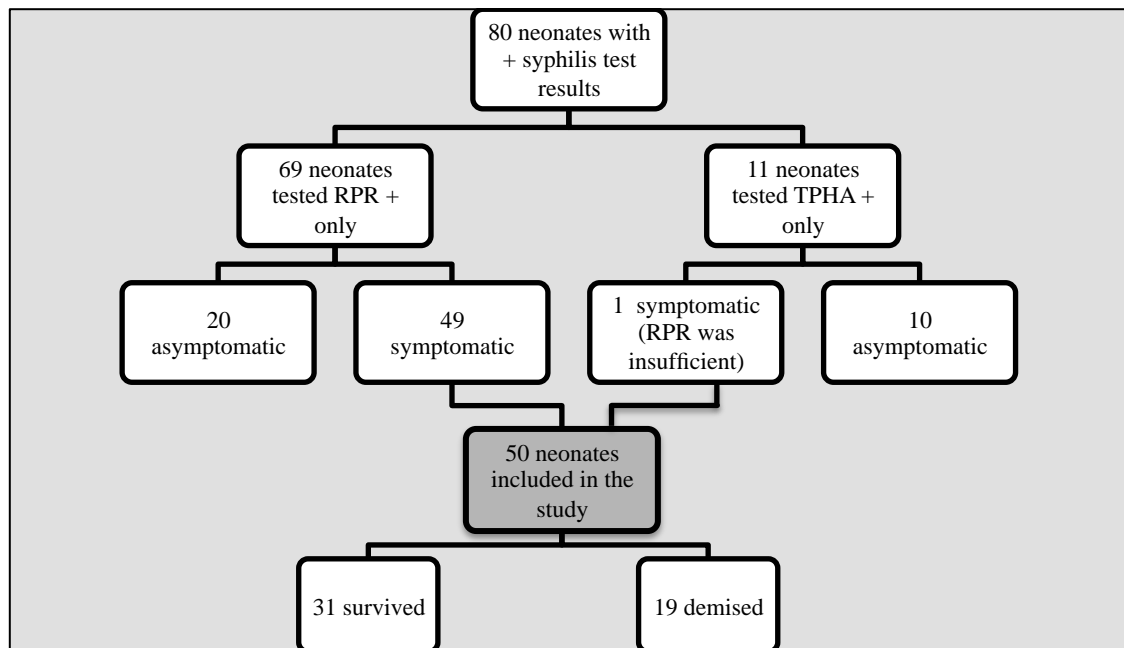 80 neonates with
+ syphilis test
results
69 neonates
tested RPR +
only
11 neonates
tested TPHA +
only
20
asymptomatic
49
symptomatic
1 symptomatic
(RPR was
insufficient)
10
asymptomatic
50 neonates
included in the
study
31 survived
19 demised